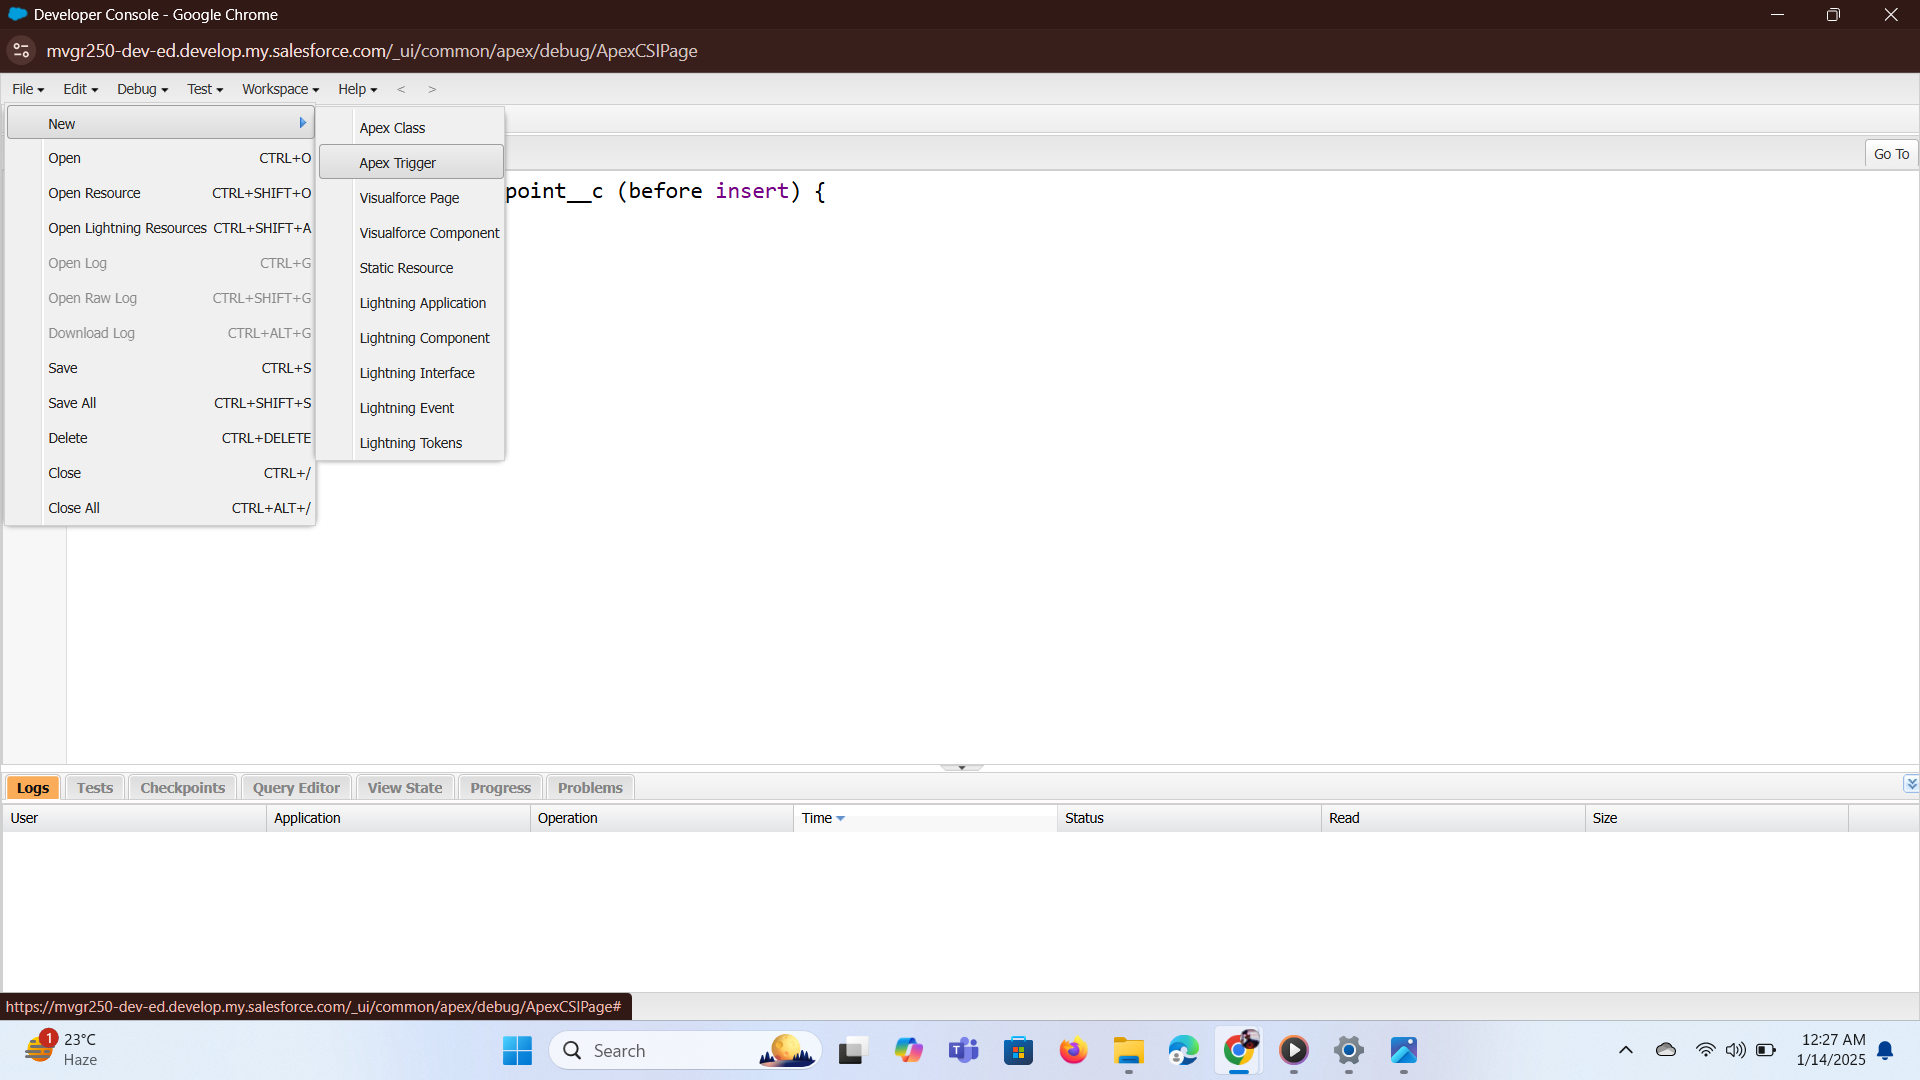 Developer Console - Google Chrome
mvgr250-dev-ed.develop.my.salesforce.com/_ui/common/apex/debug/ApexCSIPage
File Edit Debug Test Workspace Help < >
New
Open CTRL+O
Open Resource CTRL+SHIFT+O
Open Lightning Resources CTRL+SHIFT+A
Open Log CTRL+G
Open Raw Log CTRL+SHIFT+G
Download Log CTRL+ALT+G
Save CTRL+S
Save All CTRL+SHIFT+S
Delete CTRL+DELETE
Close CTRL+/
Close All CTRL+ALT+/
Apex Class
Apex Trigger
Visualforce Page
Visualforce Component
Static Resource
Lightning Application
Lightning Component
Lightning Interface
Lightning Event
Lightning Tokens
Go To
point__c (before insert) {
Logs Tests Checkpoints Query Editor View State Progress Problems
User Application Operation Time Status Read Size
https://mvgr250-dev-ed.develop.my.salesforce.com/_ui/common/apex/debug/ApexCSIPage#
1
23°C
Haze
Search
12:27 AM
1/14/2025